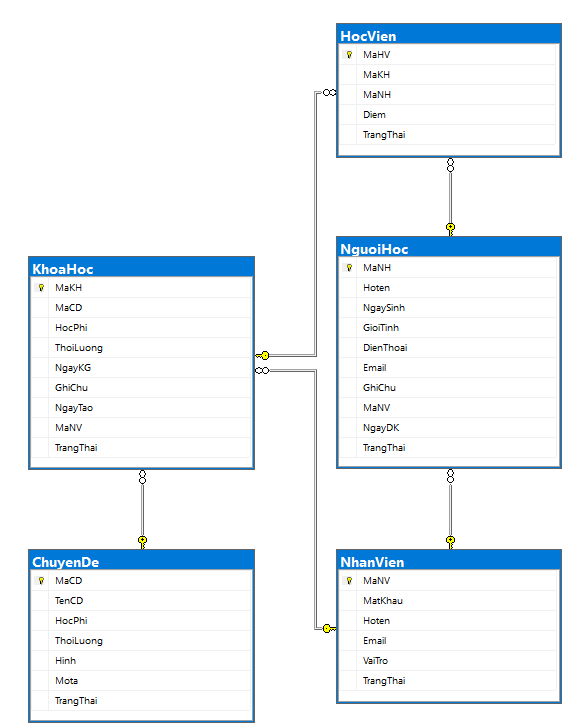 HocVien
MaHV
MaKH
MaNH
Diem
TrangThai
KhoaHoc
MaKH
MaCD
HocPhi
ThoiLuong
NgayKG
GhiChu
NgayTao
MaNV
TrangThai
NguoiHoc
MaNH
Hoten
NgaySinh
GioiTinh
DienThoai
Email
GhiChu
MaNV
NgayDK
TrangThai
ChuyenDe
MaCD
TenCD
HocPhi
ThoiLuong
Hinh
Mota
TrangThai
NhanVien
MaNV
MatKhau
Hoten
Email
VaiTro
TrangThai